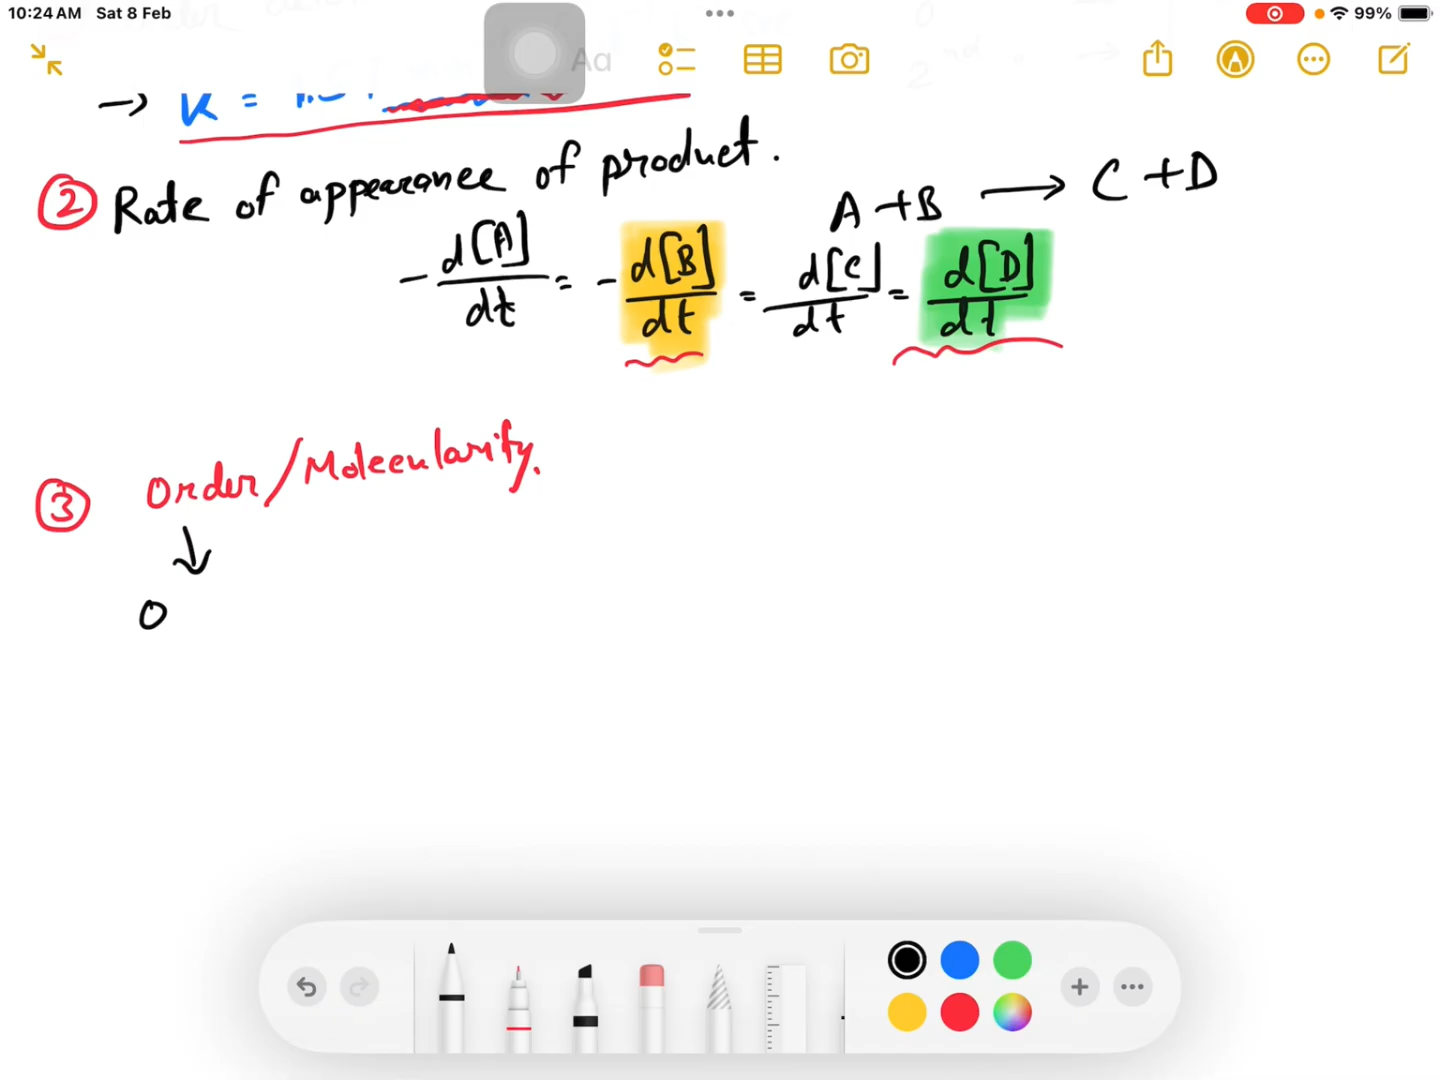 10:24 AM Sat 8 Feb
99%
Aa
→ K =
② Rate of appearance of product.
A + B → C + D
- d[A]/dt = - d[B]/dt = d[C]/dt = d[D]/dt
③ Order/Molecularity.
↓
0